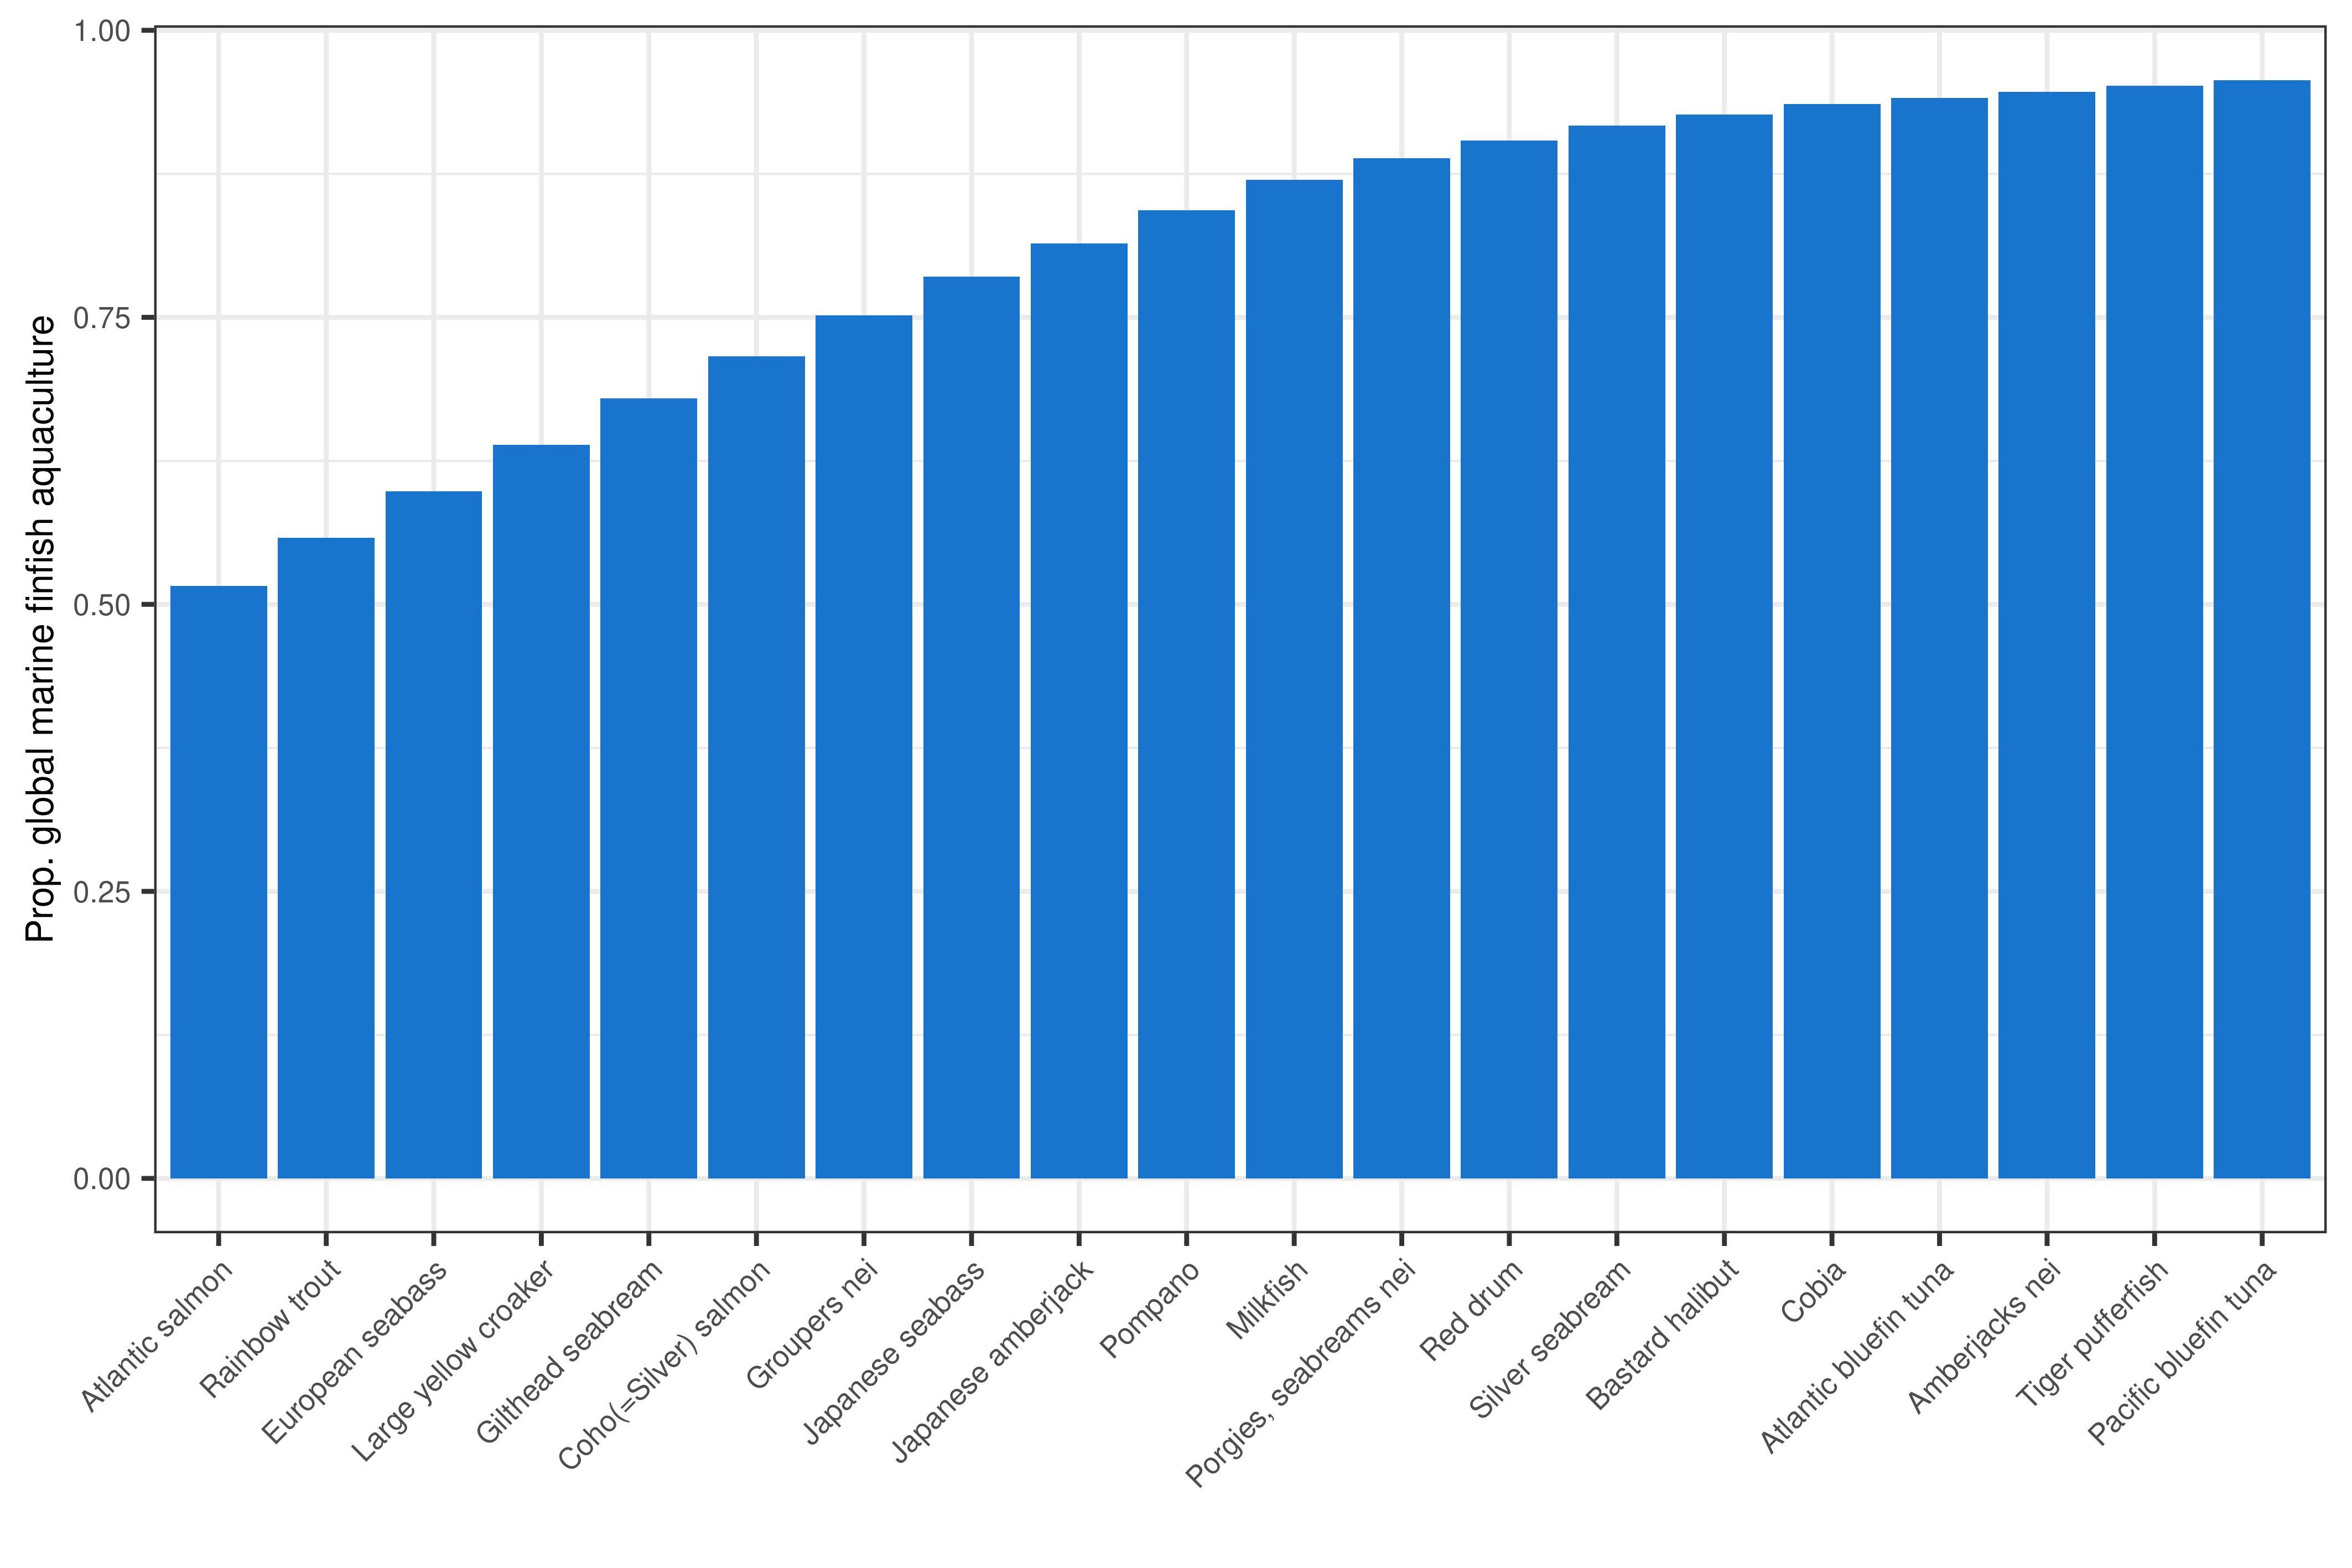 Prop. global marine finfish aquaculture
1.00
0.75
0.50
0.25
0.00
Atlantic salmon
Rainbow trout
European seabass
Large yellow croaker
Gilthead seabream
Coho(=Silver) salmon
Groupers nei
Japanese seabass
Japanese amberjack
Pompano
Milkfish
Porgies, seabreams nei
Red drum
Silver seabream
Bastard halibut
Cobia
Atlantic bluefin tuna
Amberjacks nei
Tiger pufferfish
Pacific bluefin tuna